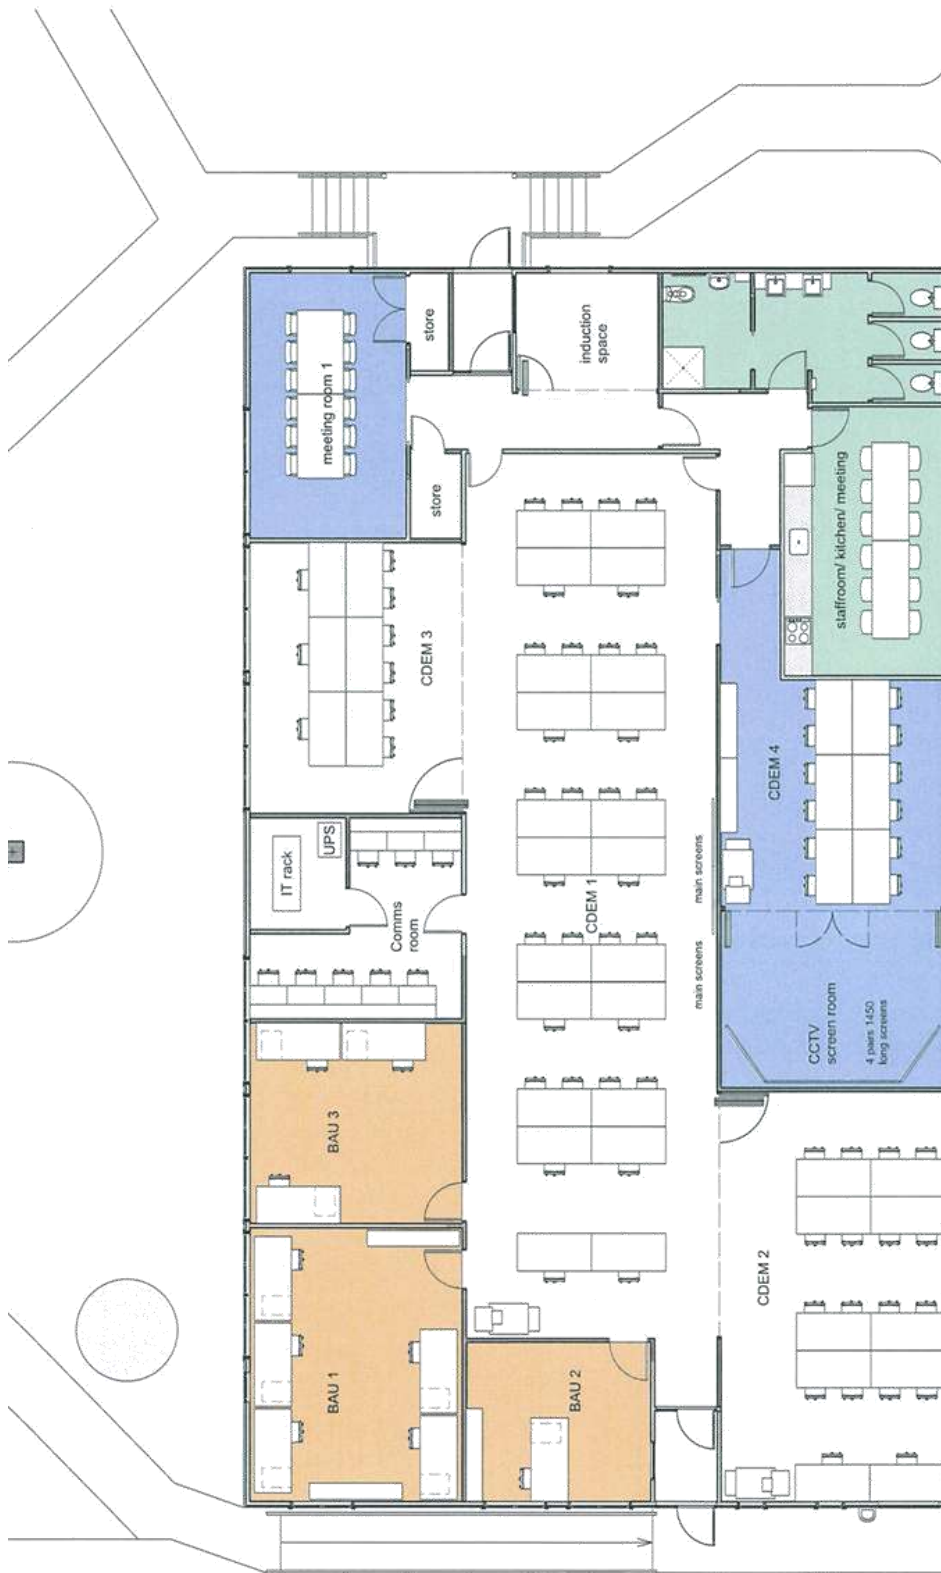 meeting room 1
store
induction
space
store
staffroom/ kitchen/ meeting
CDEM 3
CDEM 4
IT rack
UPS
Comms
room
CDEM 1
main screens
main screens
CCTV
screen room
4 pairs 1450
long screens
BAU 3
BAU 1
BAU 2
CDEM 2